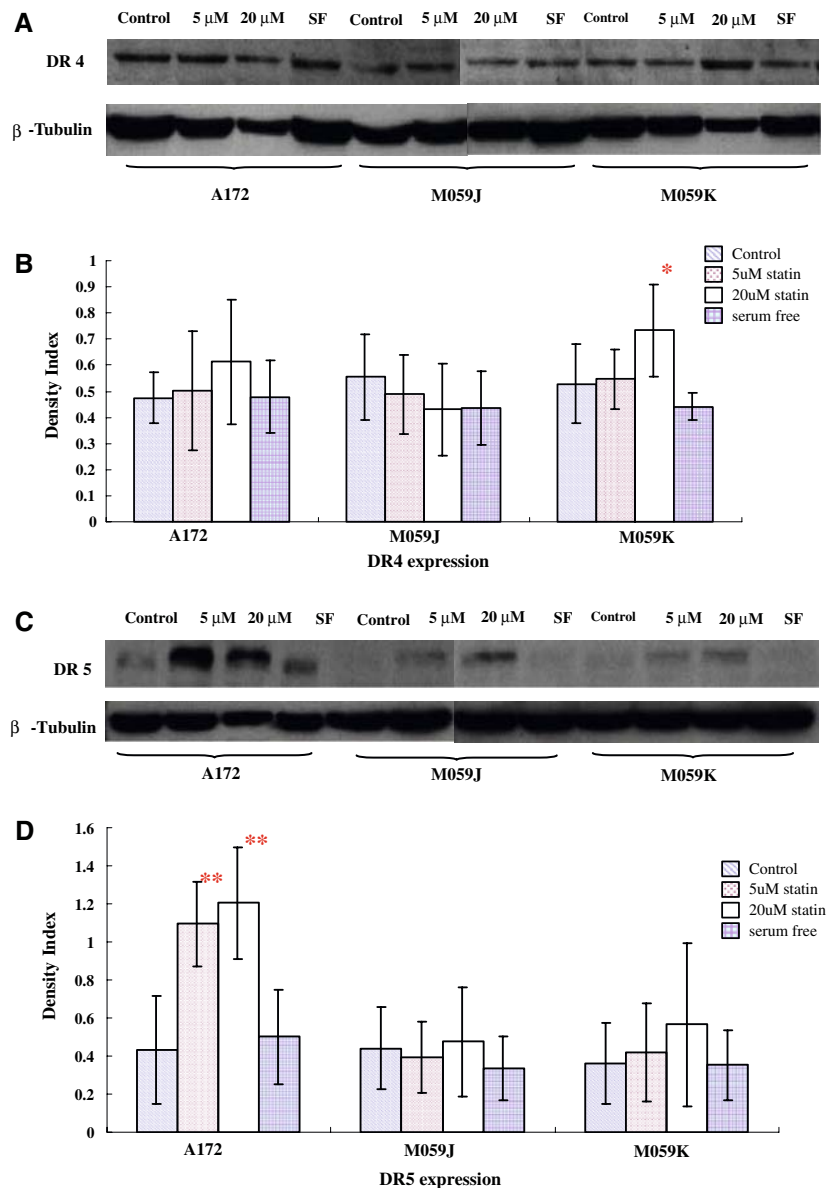 A
Control 5 μM 20 μM SF Control 5 μM 20 μM SF Control 5 μM 20 μM SF
DR 4
β -Tubulin
A172 M059J M059K
B
Density Index
1
0.9
0.8
0.7
0.6
0.5
0.4
0.3
0.2
0.1
0
*
Control
5uM statin
20uM statin
serum free
A172 M059J M059K
DR4 expression
C
Control 5 μM 20 μM SF Control 5 μM 20 μM SF Control 5 μM 20 μM SF
DR 5
β -Tubulin
A172 M059J M059K
D
Density Index
1.6
1.4
1.2
1
0.8
0.6
0.4
0.2
0
** **
Control
5uM statin
20uM statin
serum free
A172 M059J M059K
DR5 expression